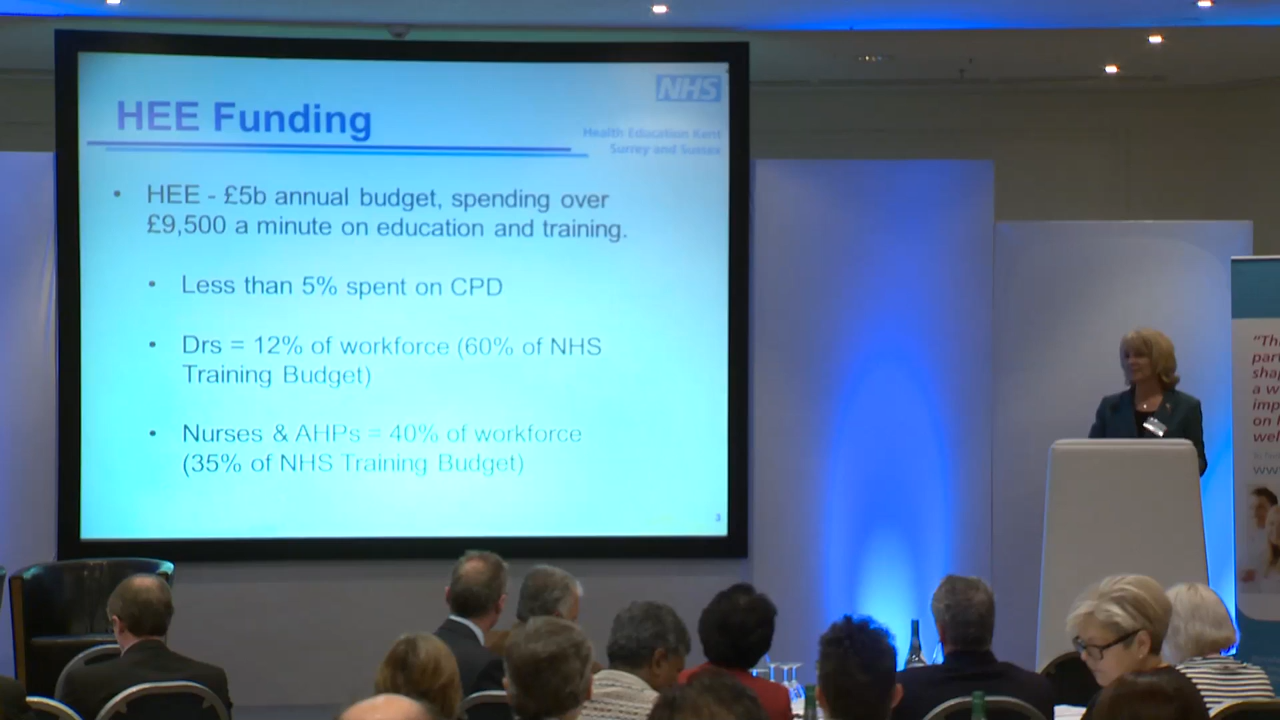 NHS
HEE Funding
Health Education Kent
Surrey and Sussex
• HEE - £5b annual budget, spending over
£9,500 a minute on education and training.
• Less than 5% spent on CPD
• Drs = 12% of workforce (60% of NHS
Training Budget)
• Nurses & AHPs = 40% of workforce
(35% of NHS Training Budget)
3
a w
on